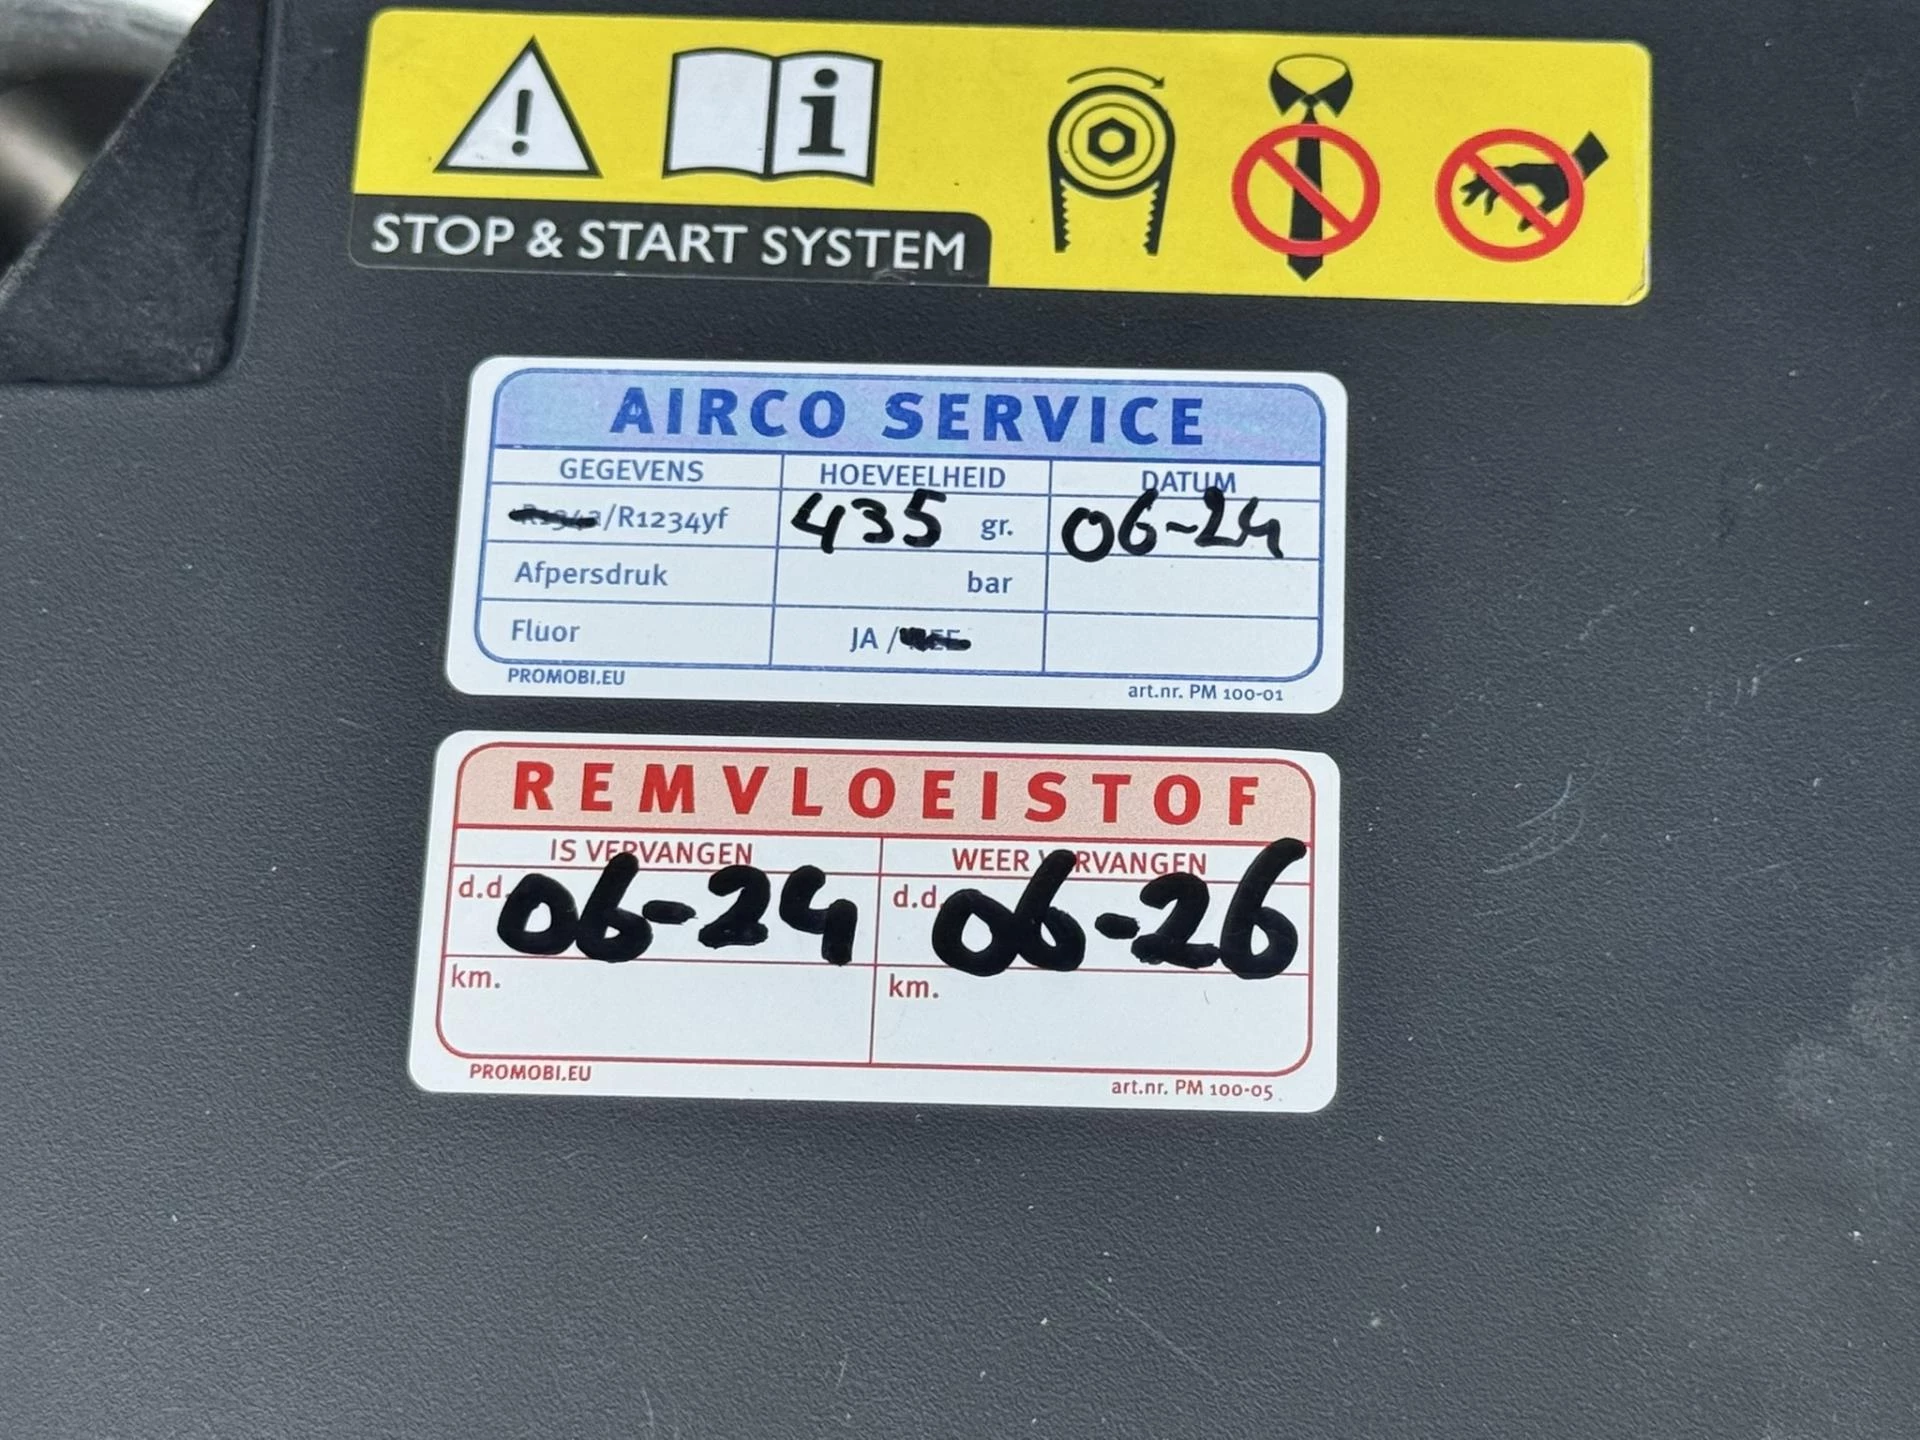 STOP & START SYSTEM
AIRCO SERVICE
GEGEVENS HOEVEELHEID DATUM
R134a/R1234yf 435 gr. 06-24
Afpersdruk bar
Fluor JA / NEE
PROMOBI.EU art.nr. PM 100-01
REMVLOEISTOF
IS VERVANGEN WEER VERVANGEN
d.d. 06-24 d.d. 06-26
km. km.
PROMOBI.EU art.nr. PM 100-05